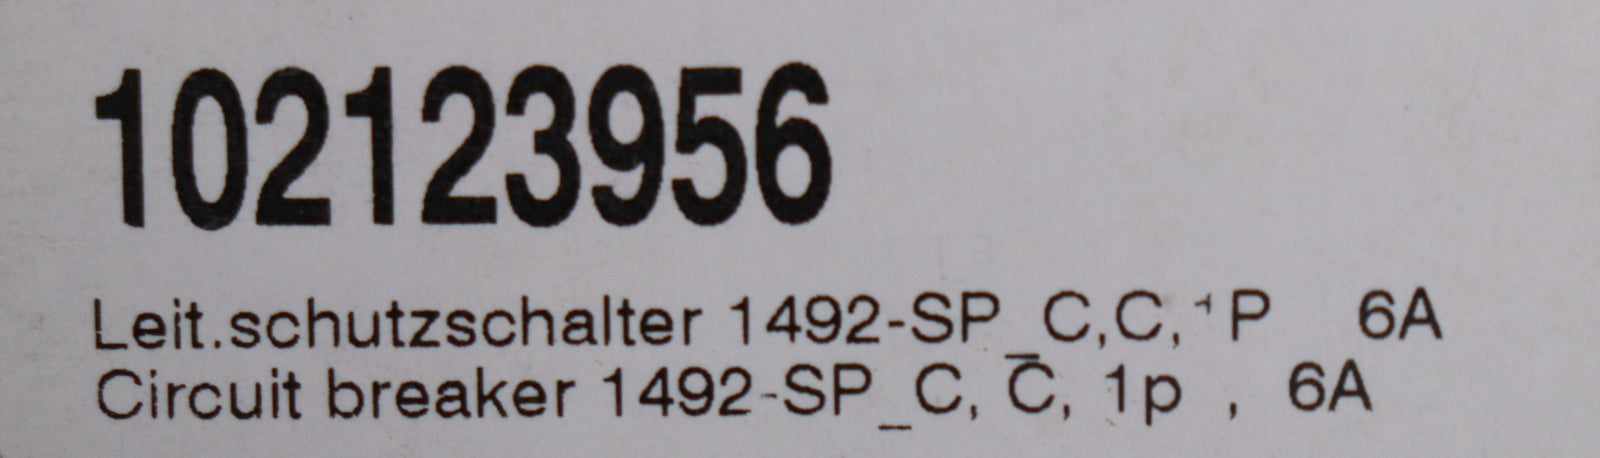 102123956
Leit.schutzschalter 1492-SP_C,C, 1P 6A
Circuit breaker 1492-SP_C, C, 1p , 6A